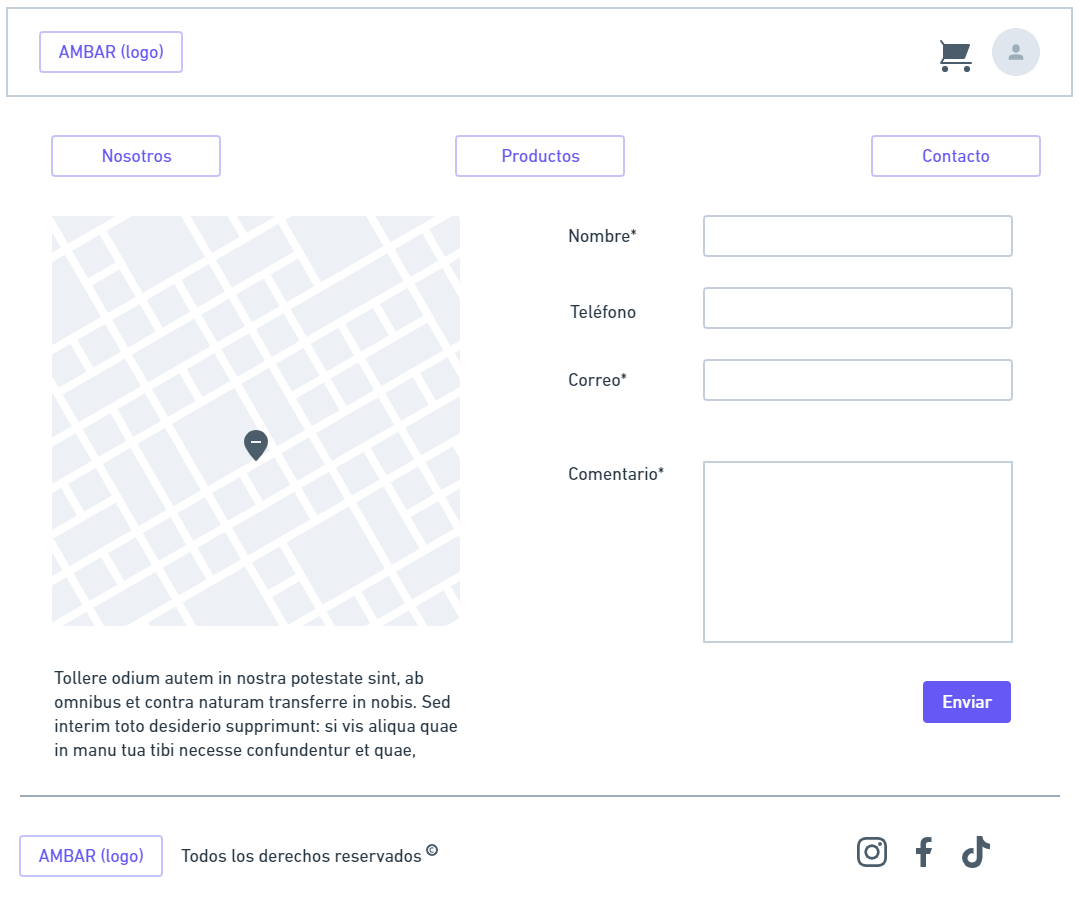 AMBAR (logo)
Nosotros
Productos
Contacto
Nombre*
Teléfono
Correo*
Comentario*
Enviar
Tollere odium autem in nostra potestate sint, ab
omnibus et contra naturam transferre in nobis. Sed
interim toto desiderio supprimunt: si vis aliqua quae
in manu tua tibi necesse confundentur et quae,
AMBAR (logo)
Todos los derechos reservados ©